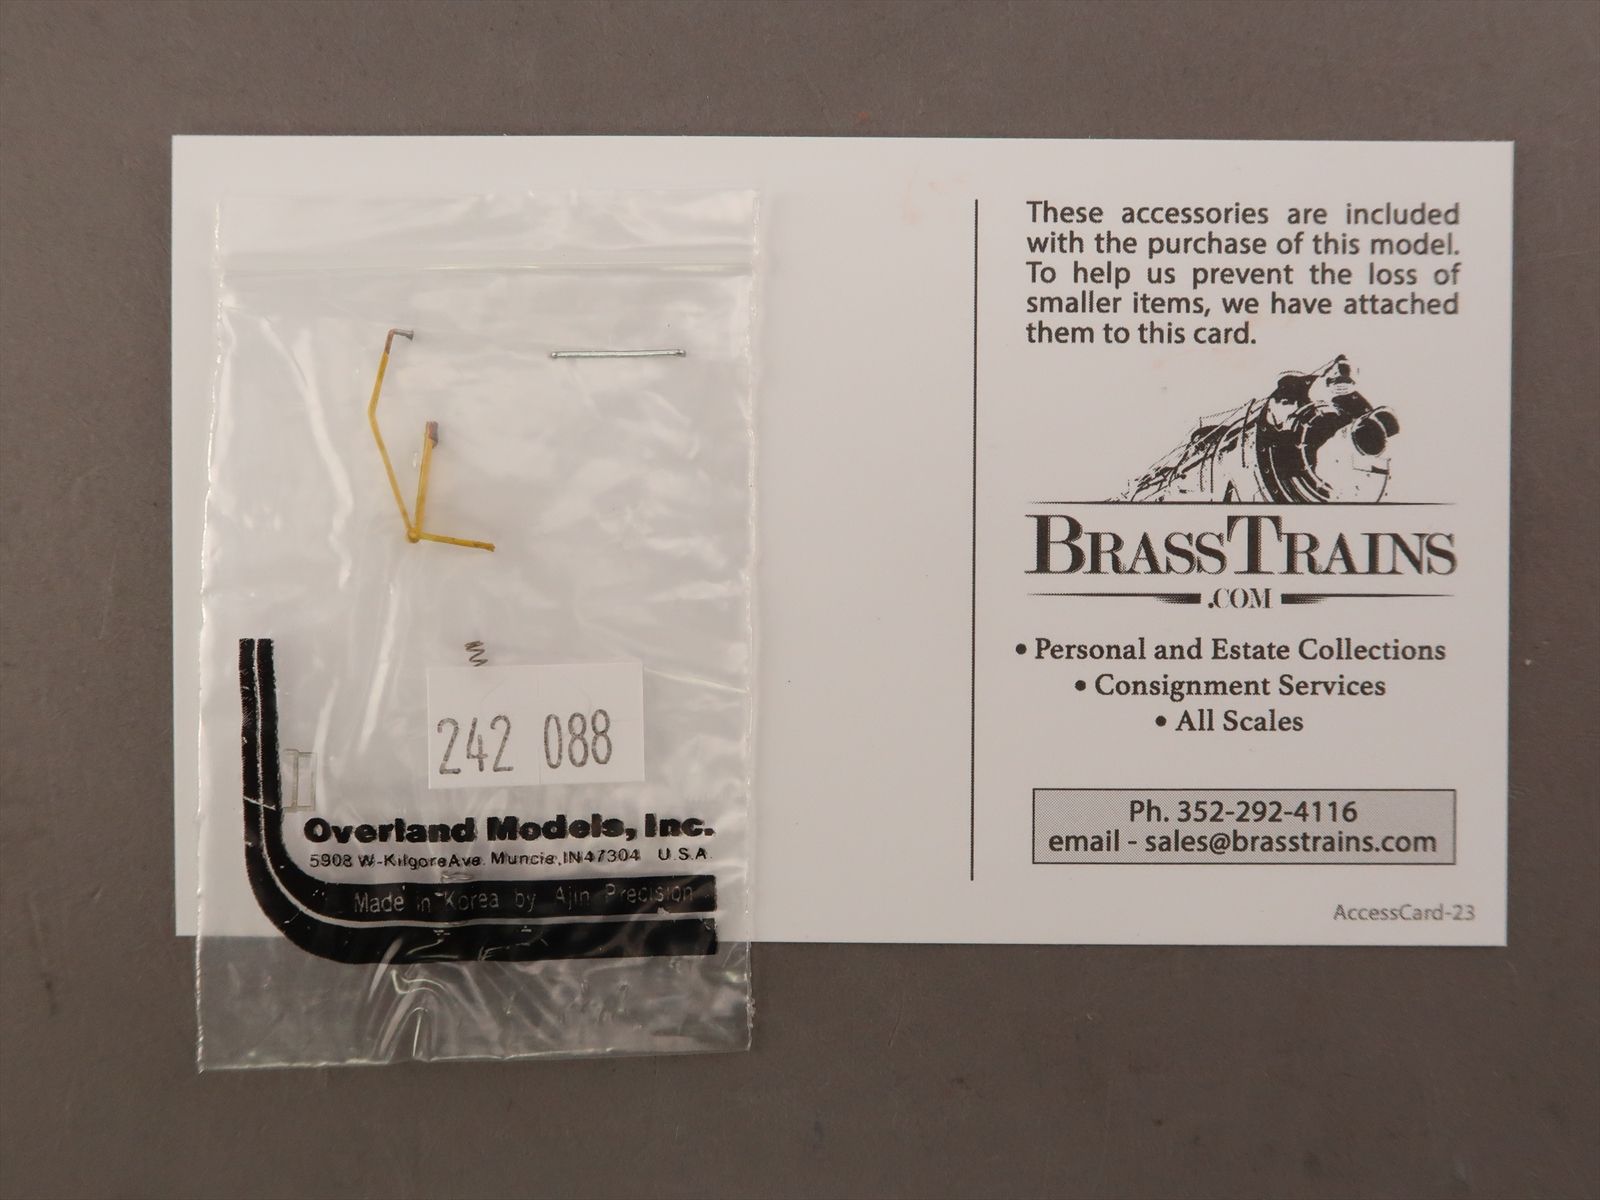 242 088
Overland Models, Inc.
5908 W-Kilgore Ave. Muncie, IN 47304 U.S.A.
Made in Korea by Ajin Precision
These accessories are included
with the purchase of this model.
To help us prevent the loss of
smaller items, we have attached
them to this card.
BRASSTRAINS
.COM
• Personal and Estate Collections
• Consignment Services
• All Scales
Ph. 352-292-4116
email - sales@brasstrains.com
AccessCard-23